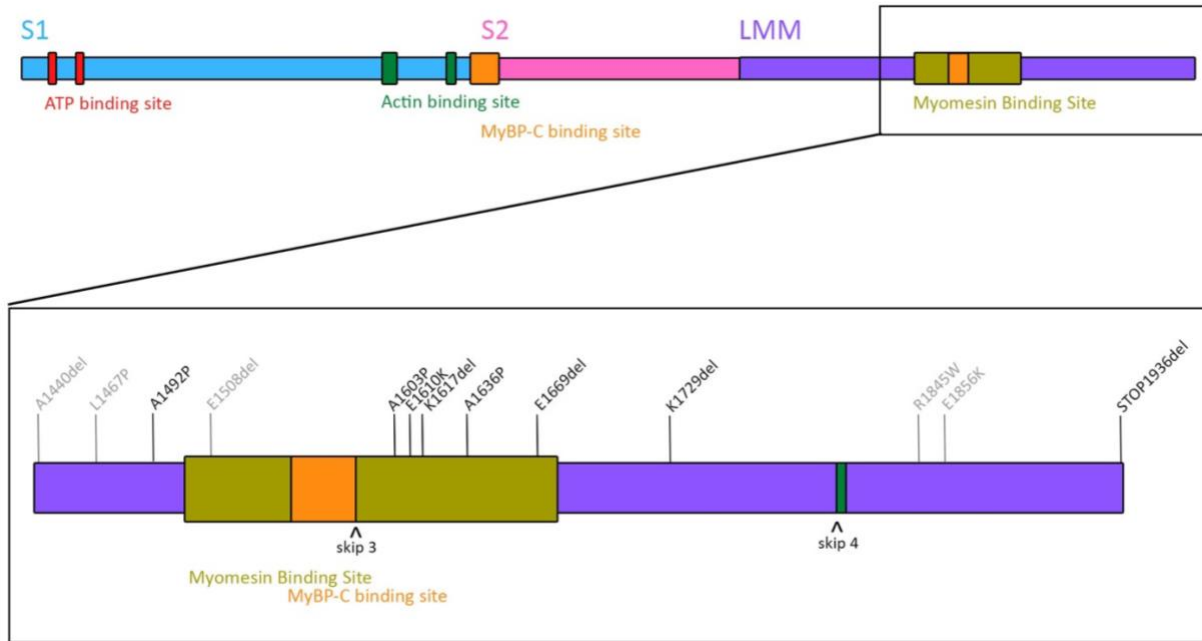 S1
S2
LMM
ATP binding site
Actin binding site
MyBP-C binding site
Myomesin Binding Site
A1440del
L1467P
A1492P
E1508del
A1603P
E1610K
K1617del
A1636P
E1669del
K1729del
R1845W
E1856K
STOP1936del
^
skip 3
^
skip 4
Myomesin Binding Site
MyBP-C binding site